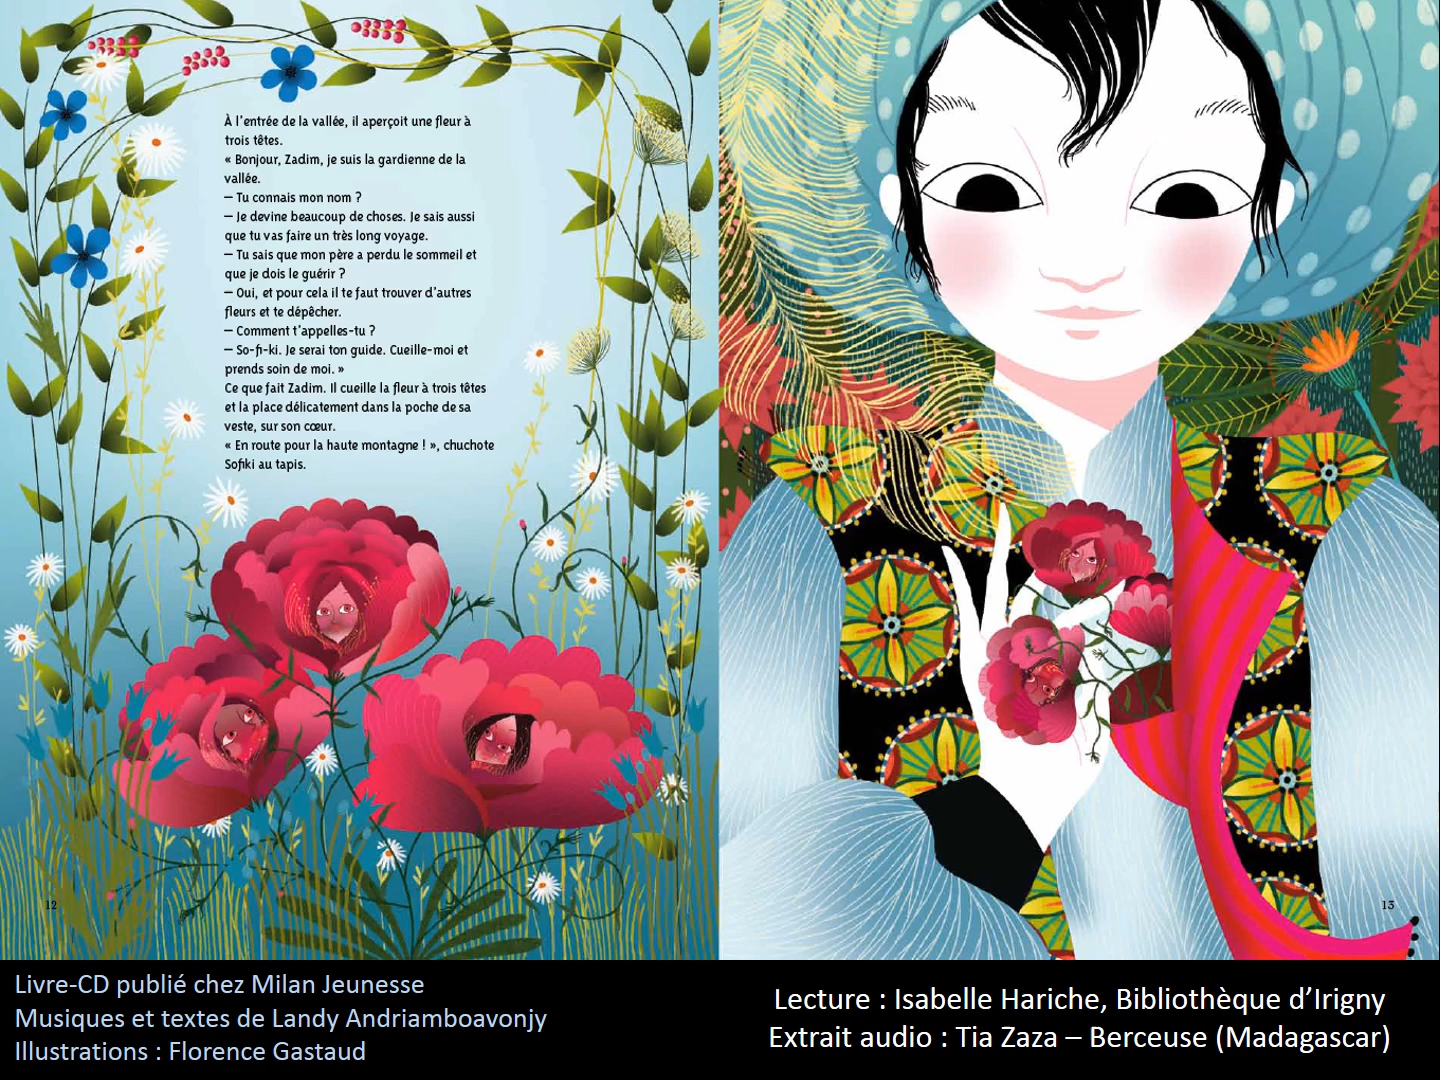 À l'entrée de la vallée, il aperçoit une fleur à
trois têtes.
« Bonjour, Zadim, je suis la gardienne de la
vallée.
– Tu connais mon nom ?
– Je devine beaucoup de choses. Je sais aussi
que tu vas faire un très long voyage.
– Tu sais que mon père a perdu le sommeil et
que je dois le guérir ?
– Oui, et pour cela il te faut trouver d'autres
fleurs et te dépêcher.
– Comment t'appelles-tu ?
– So-fi-ki. Je serai ton guide. Cueille-moi et
prends soin de moi. »
Ce que fait Zadim. Il cueille la fleur à trois têtes
et la place délicatement dans la poche de sa
veste, sur son cœur.
« En route pour la haute montagne ! », chuchote
Sofiki au tapis.
12
13
Livre-CD publié chez Milan Jeunesse
Musiques et textes de Landy Andriamboavonjy
Illustrations : Florence Gastaud
Lecture : Isabelle Hariche, Bibliothèque d'Irigny
Extrait audio : Tia Zaza – Berceuse (Madagascar)